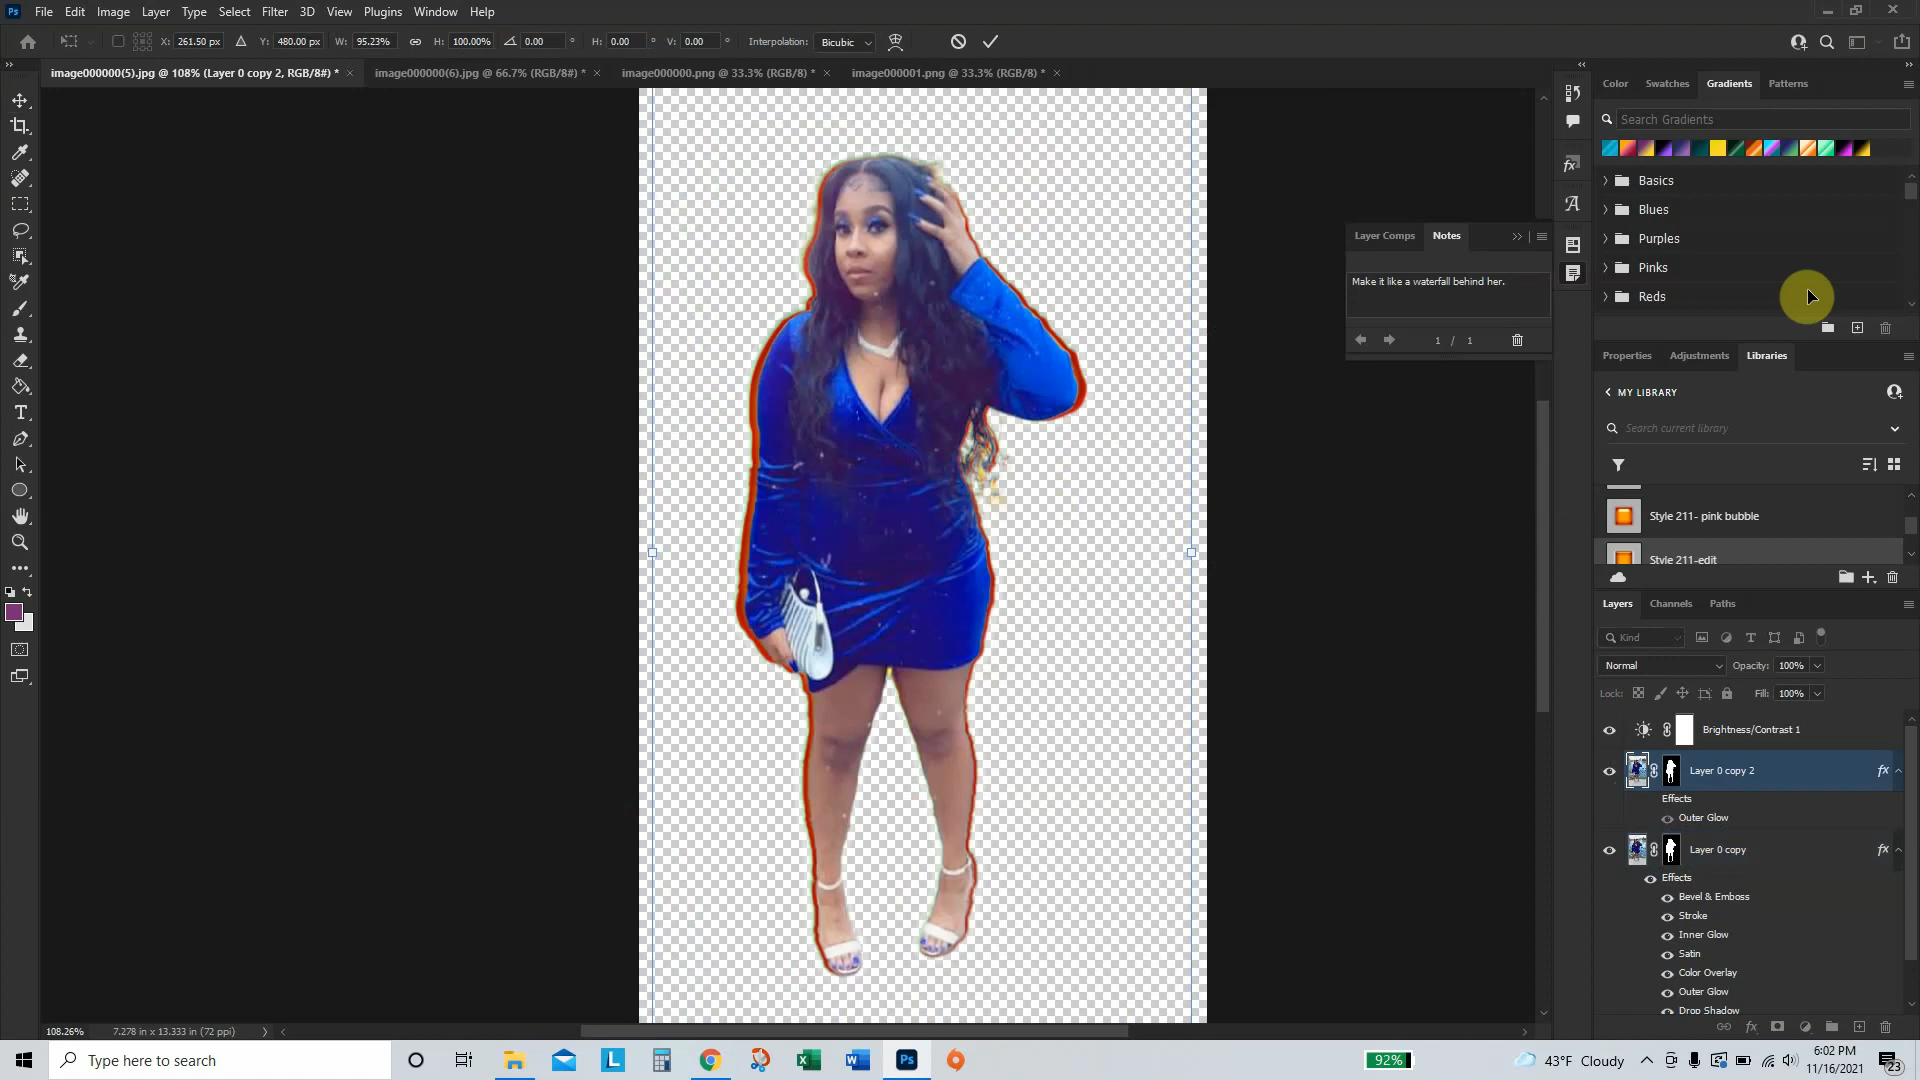 Ps File Edit Image Layer Type Select Filter 3D View Plugins Window Help
X: 261.50 px Y: 480.00 px W: 95.23% H: 100.00% 0.00 ° H: 0.00 ° V: 0.00 ° Interpolation: Bicubic
image000000(5).jpg @ 108% (Layer 0 copy 2, RGB/8#) * × image000000(6).jpg @ 66.7% (RGB/8#) * × image000000.png @ 33.3% (RGB/8) * × image000001.png @ 33.3% (RGB/8) * ×
Color Swatches Gradients Patterns
Search Gradients
Basics
Blues
Purples
Pinks
Reds
Layer Comps Notes
Make it like a waterfall behind her.
1 / 1
Properties Adjustments Libraries
MY LIBRARY
Search current library
Style 211- pink bubble
Style 211-edit
Layers Channels Paths
Kind
Normal Opacity: 100%
Lock: Fill: 100%
Brightness/Contrast 1
Layer 0 copy 2 fx
Effects
Outer Glow
Layer 0 copy fx
Effects
Bevel & Emboss
Stroke
Inner Glow
Satin
Color Overlay
Outer Glow
Drop Shadow
108.26% 7.278 in x 13.333 in (72 ppi)
Type here to search
92%
43°F Cloudy
6:02 PM
11/16/2021
23